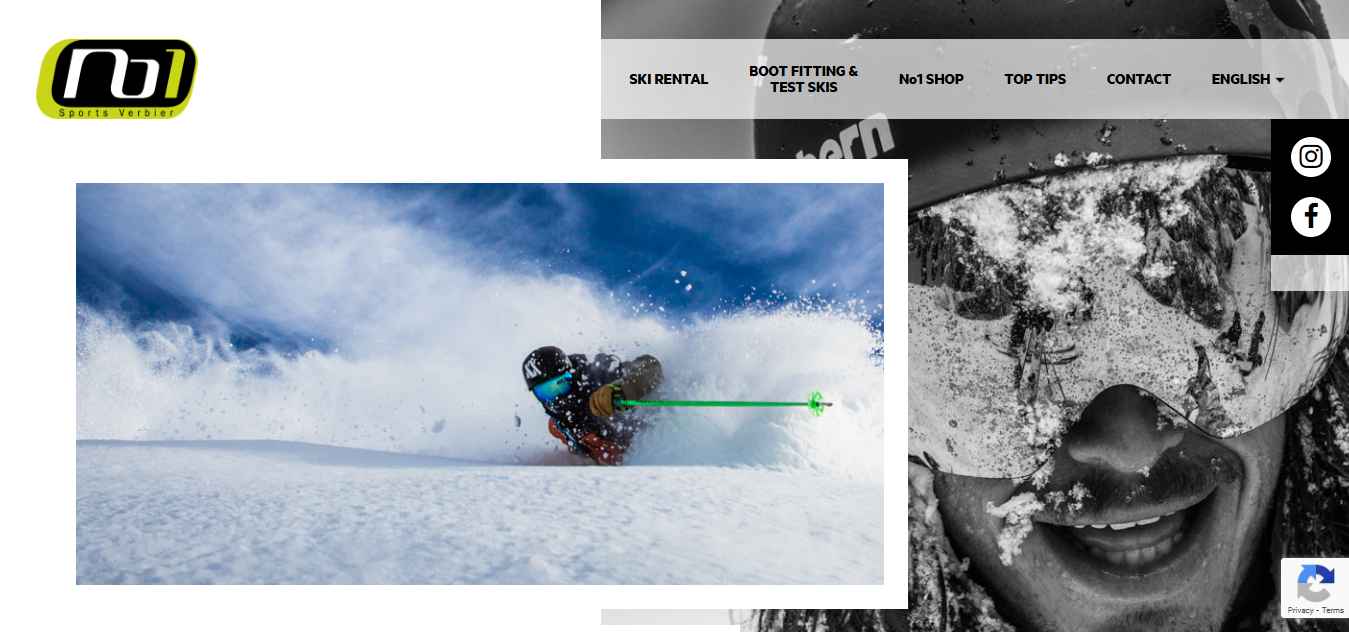 No1
Sports Verbier
SKI RENTAL
BOOT FITTING &
TEST SKIS
No1 SHOP
TOP TIPS
CONTACT
ENGLISH
bern
Privacy - Terms